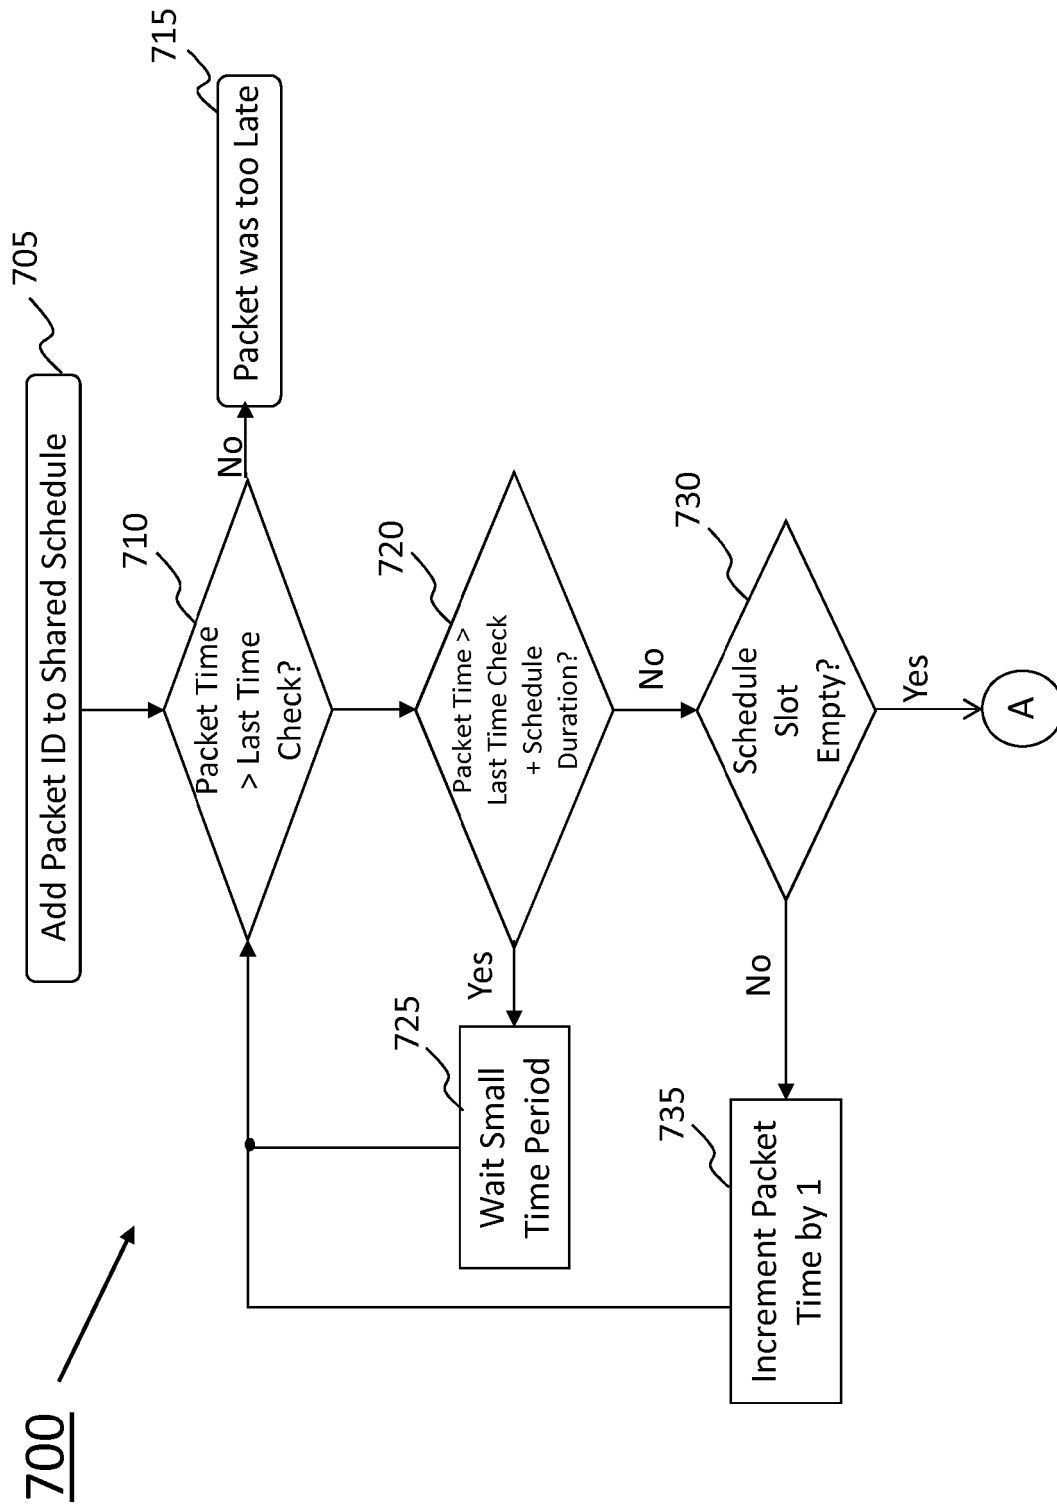 700
Add Packet ID to Shared Schedule
705
Packet Time
> Last Time
Check?
710
No
Packet was too Late
715
Packet Time >
Last Time Check
+ Schedule
Duration?
720
Yes
Wait Small
Time Period
725
No
Schedule
Slot
Empty?
730
No
Increment Packet
Time by 1
735
Yes
A